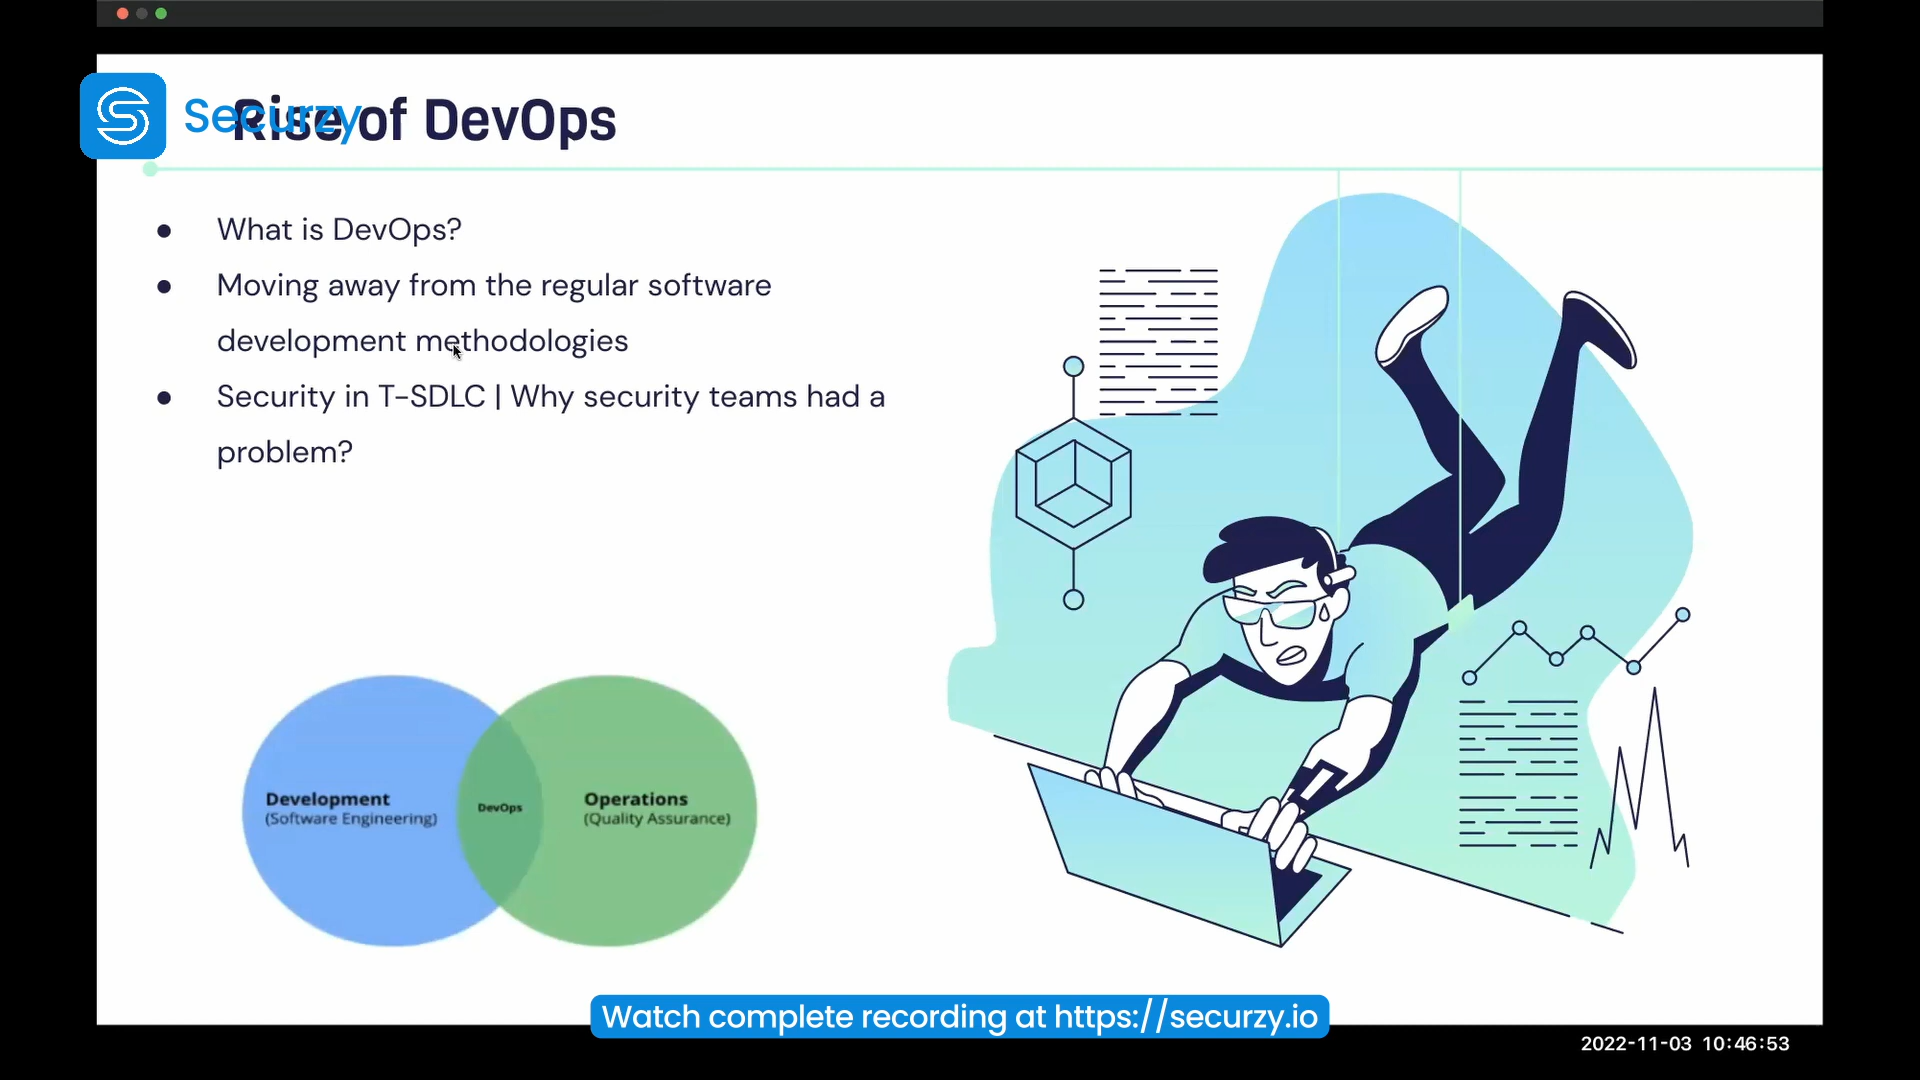 Securzy
Rise of DevOps
● What is DevOps?
● Moving away from the regular software
development methodologies
● Security in T-SDLC | Why security teams had a
problem?
Development
(Software Engineering)
DevOps
Operations
(Quality Assurance)
Watch complete recording at https://securzy.io
2022-11-03 10:46:53